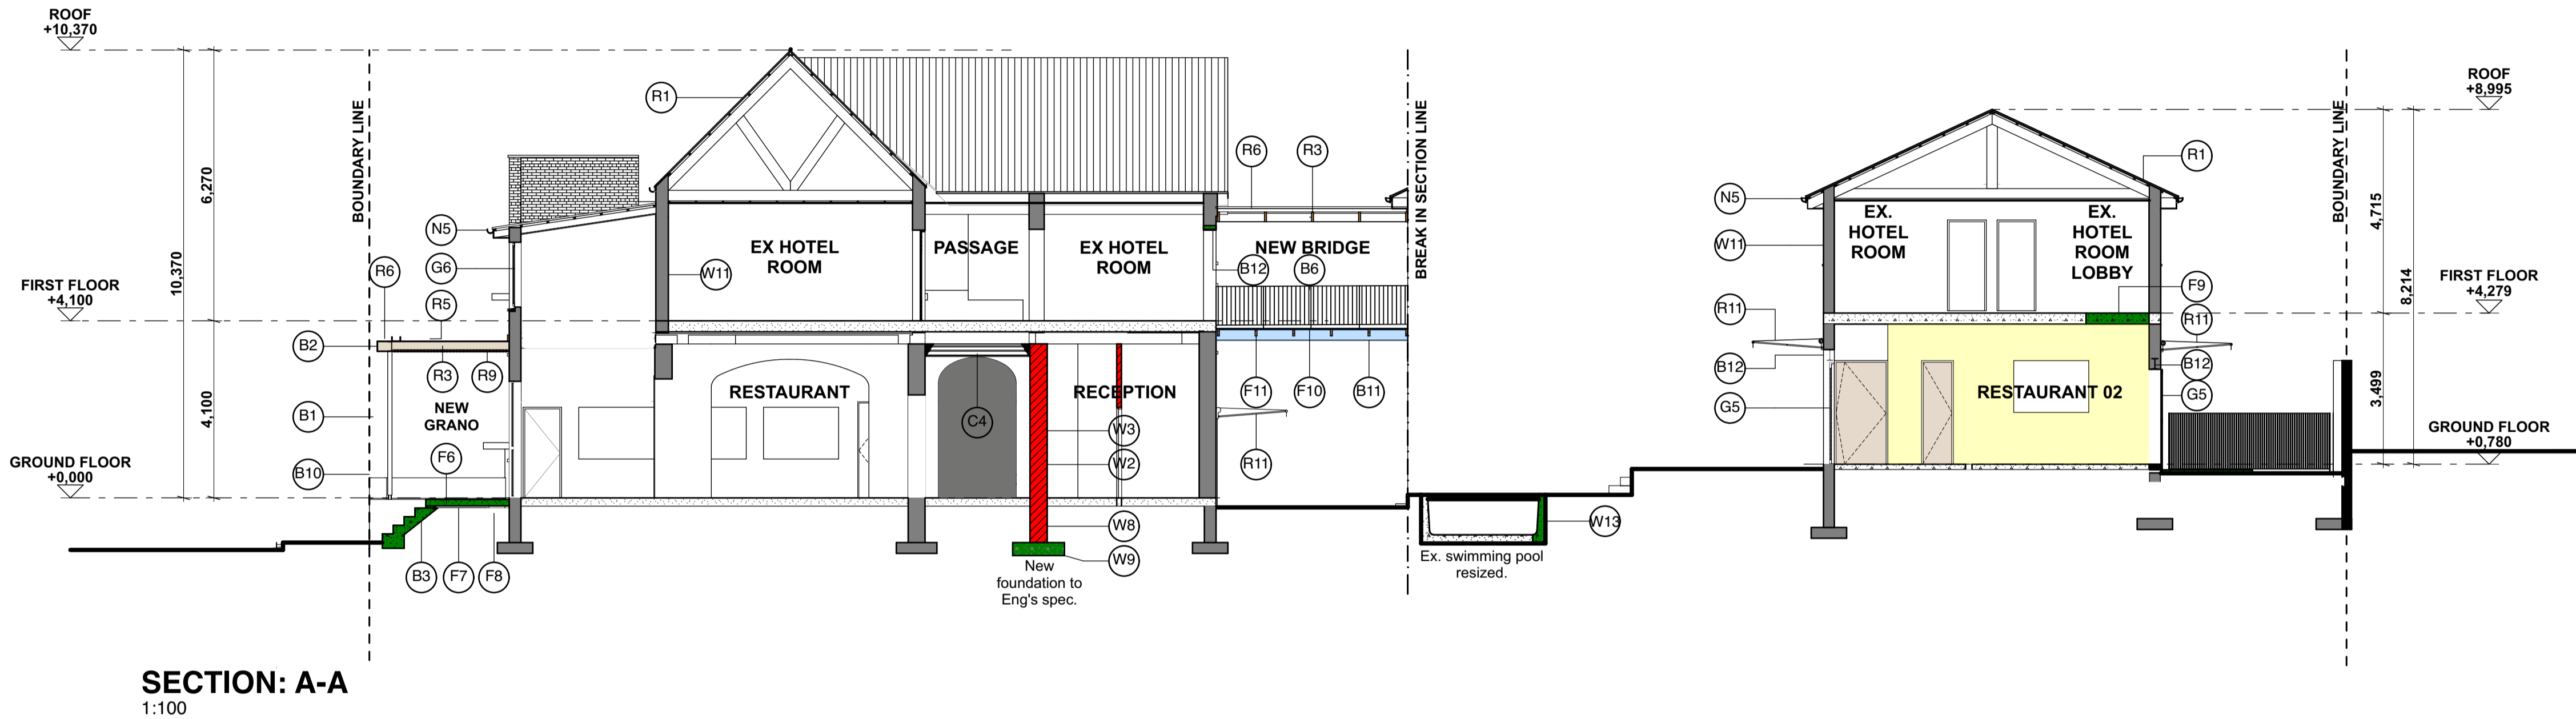 ROOF
+10,370
FIRST FLOOR
+4,100
GROUND FLOOR
+0,000
10,370
6,270
4,100
BOUNDARY LINE
R1
N5
G6
R6
R5
B2
R3
R9
B1
NEW
GRANO
F6
B10
B3
F7
F8
EX HOTEL
ROOM
W11
PASSAGE
EX HOTEL
ROOM
RESTAURANT
C4
RECEPTION
W3
W2
W8
W9
New
foundation to
Eng's spec.
R6
R3
NEW BRIDGE
B12
B6
F11
F10
B11
R11
BREAK IN SECTION LINE
Ex. swimming pool
resized.
W13
N5
W11
R11
B12
G5
EX.
HOTEL
ROOM
EX.
HOTEL
ROOM
LOBBY
RESTAURANT 02
R1
F9
R11
B12
G5
BOUNDARY LINE
4,715
3,499
8,214
ROOF
+8,995
FIRST FLOOR
+4,279
GROUND FLOOR
+0,780
SECTION: A-A
1:100